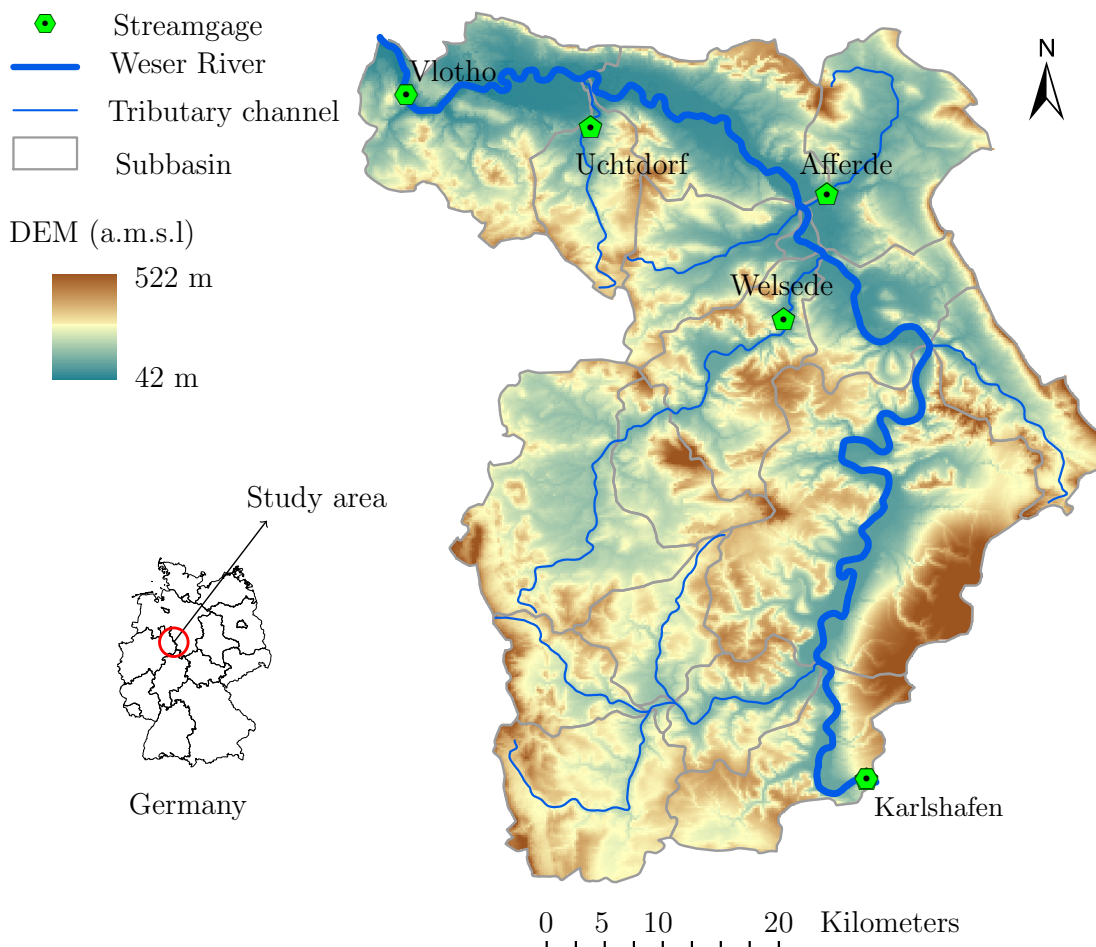 Streamgage
Weser River
Tributary channel
Subbasin
DEM (a.m.s.l)
522 m
42 m
N
Vlotho
Uchtdorf
Afferde
Welsede
Karlshafen
Study area
Germany
0 5 10 20 Kilometers